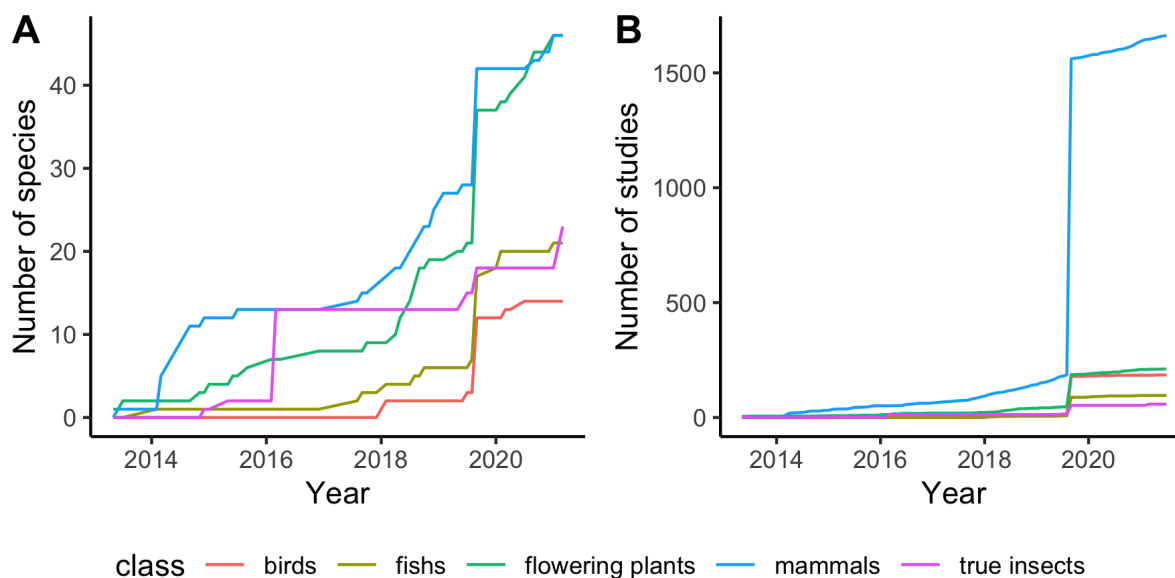 A
Number of species
40
30
20
10
0
2014 2016 2018 2020
Year
B
Number of studies
1500
1000
500
0
2014 2016 2018 2020
Year
class birds fishs flowering plants mammals true insects